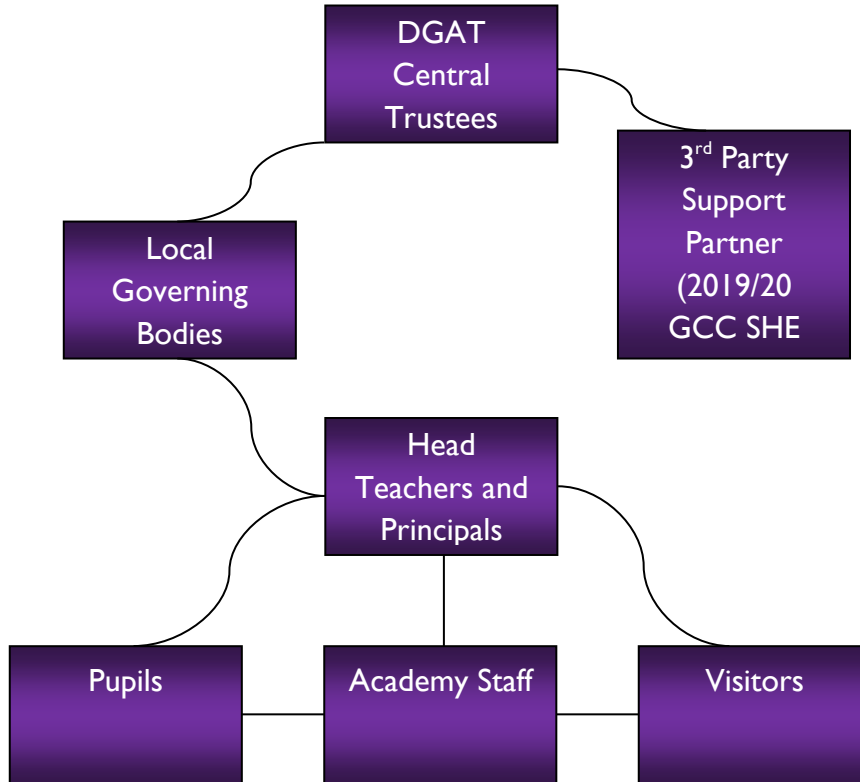 DGAT
Central
Trustees
3rd Party
Support
Partner
(2019/20
GCC SHE
Local
Governing
Bodies
Head
Teachers and
Principals
Pupils
Academy Staff
Visitors